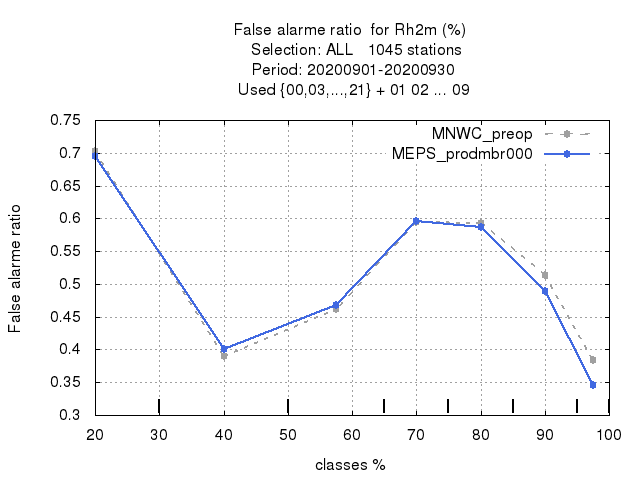 False alarme ratio  for Rh2m (%)
Selection: ALL   1045 stations
Period: 20200901-20200930
Used {00,03,...,21} + 01 02 ... 09
MNWC_preop
MEPS_prodmbr000
False alarme ratio
0.75
0.7
0.65
0.6
0.55
0.5
0.45
0.4
0.35
0.3
20 30 40 50 60 70 80 90 100
classes %